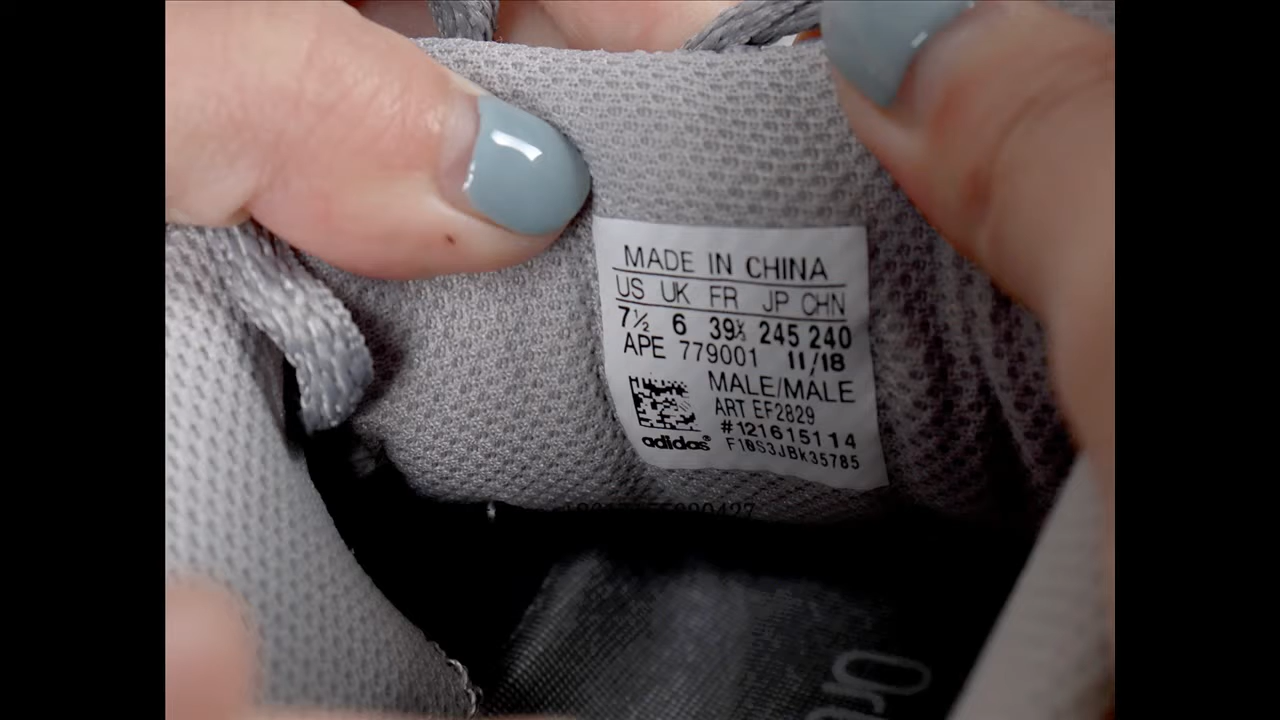 MADE IN CHINA
US UK FR JP CHN
7½ 6 39⅓ 245 240
APE 779001 11/18
MALE/MALE
ART EF2829
#121615114
adidas® F18S3JBK35785